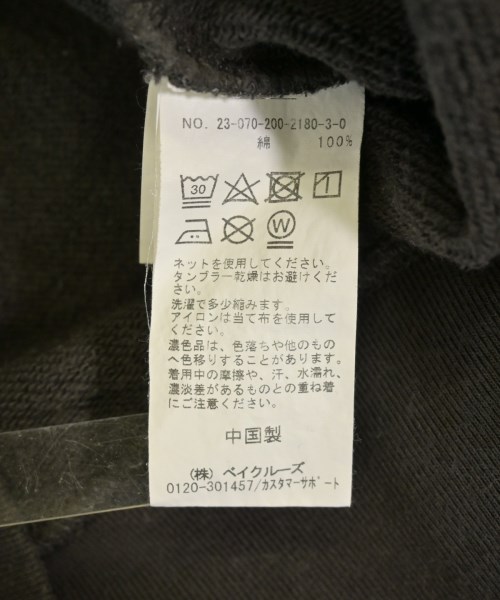 NO. 23-070-200-2180-3-0
綿 100%
30
W
ネットを使用してください。
タンブラー乾燥はお避けくだ
さい。
洗濯で多少縮みます。
アイロンは当て布を使用して
ください。
濃色品は、色落ちや他のもの
へ色移りすることがあります。
着用中の摩擦や、汗、水濡れ、
濃淡差があるものとの重ね着
にご注意ください。
中国製
(株) ベイクルーズ
0120-301457/カスタマーサポート